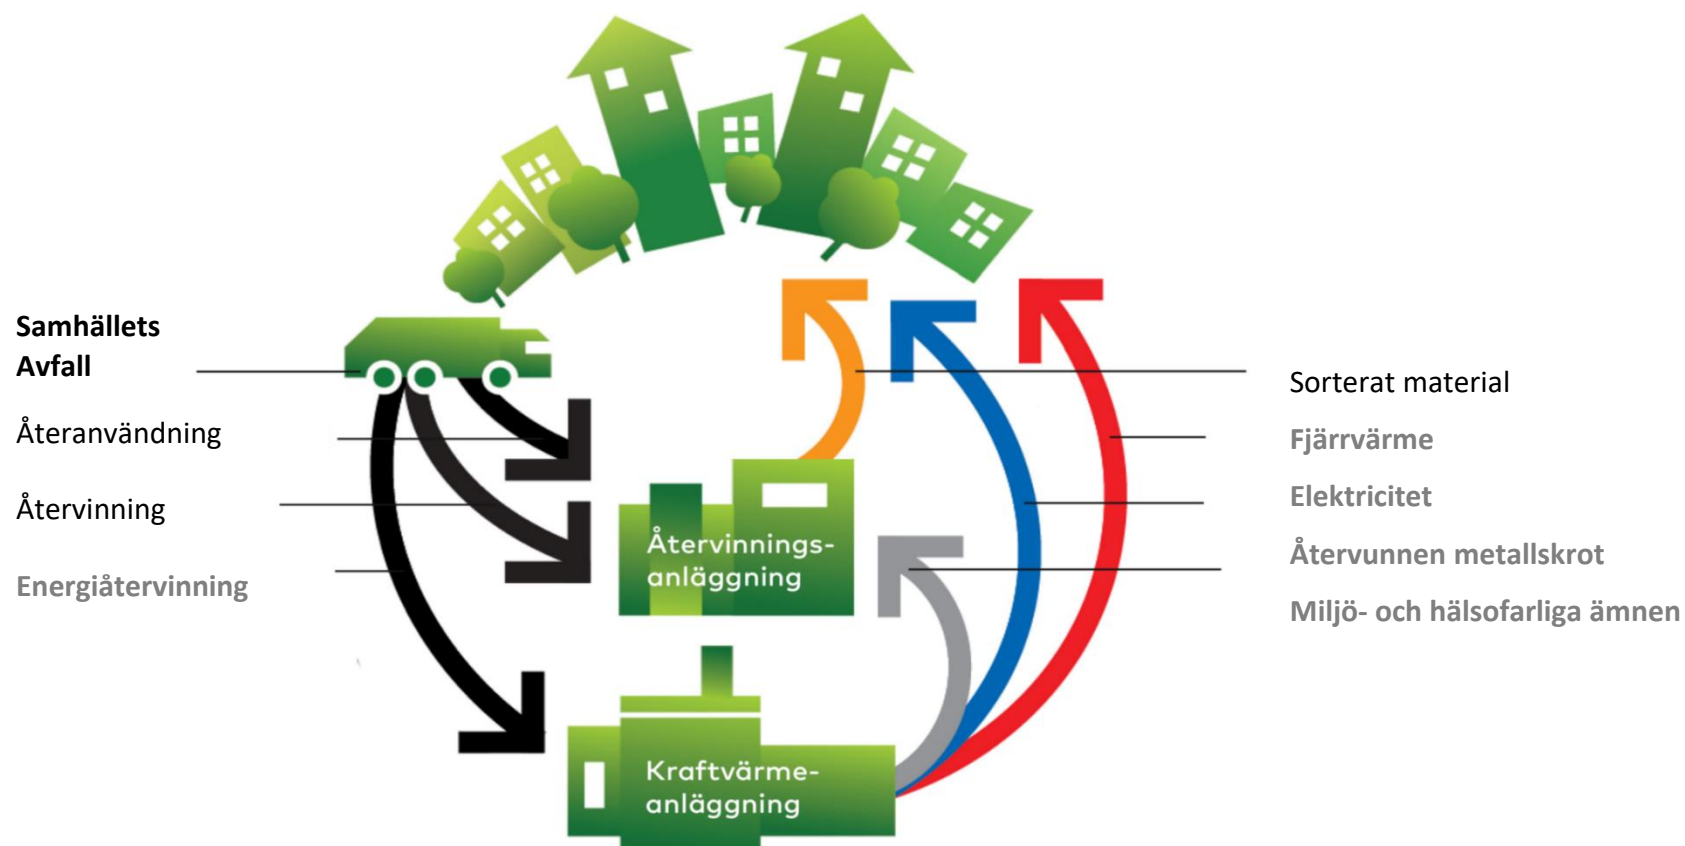 Samhällets
Avfall
Återanvändning
Återvinning
Energiåtervinning
Återvinnings-
anläggning
Kraftvärme-
anläggning
Sorterat material
Fjärrvärme
Elektricitet
Återvunnen metallskrot
Miljö- och hälsofarliga ämnen